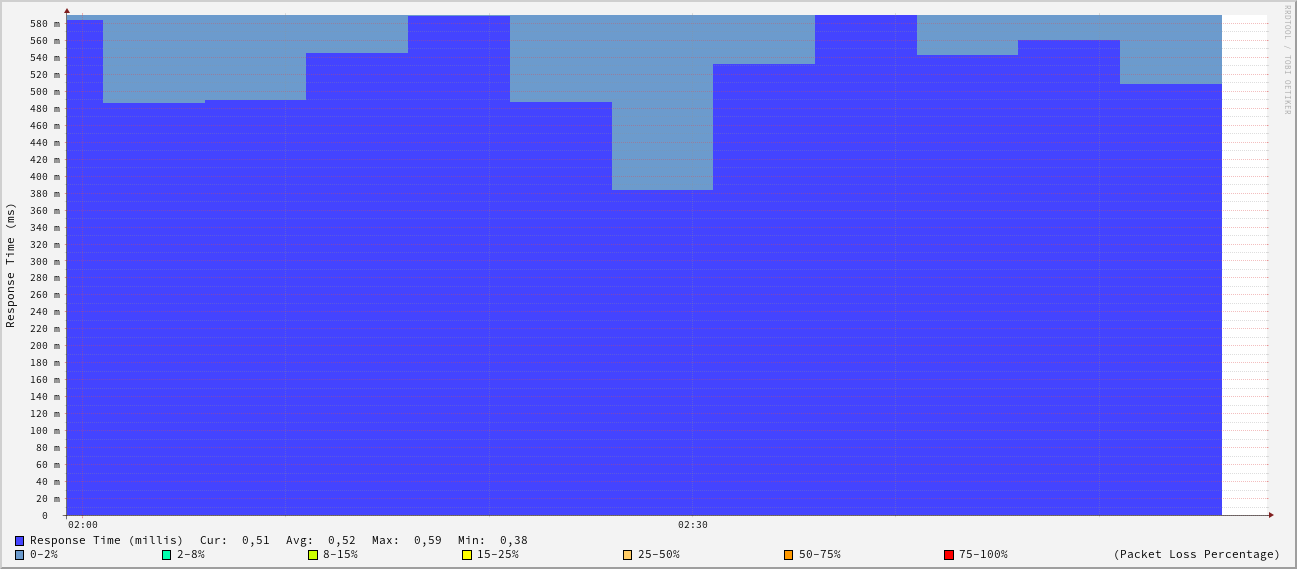 RRDTOOL / TOBI OETIKER
Response Time (ms)
580 m
560 m
540 m
520 m
500 m
480 m
460 m
440 m
420 m
400 m
380 m
360 m
340 m
320 m
300 m
280 m
260 m
240 m
220 m
200 m
180 m
160 m
140 m
120 m
100 m
80 m
60 m
40 m
20 m
0
02:00 02:30
Response Time (millis) Cur: 0,51 Avg: 0,52 Max: 0,59 Min: 0,38
0-2% 2-8% 8-15% 15-25% 25-50% 50-75% 75-100% (Packet Loss Percentage)